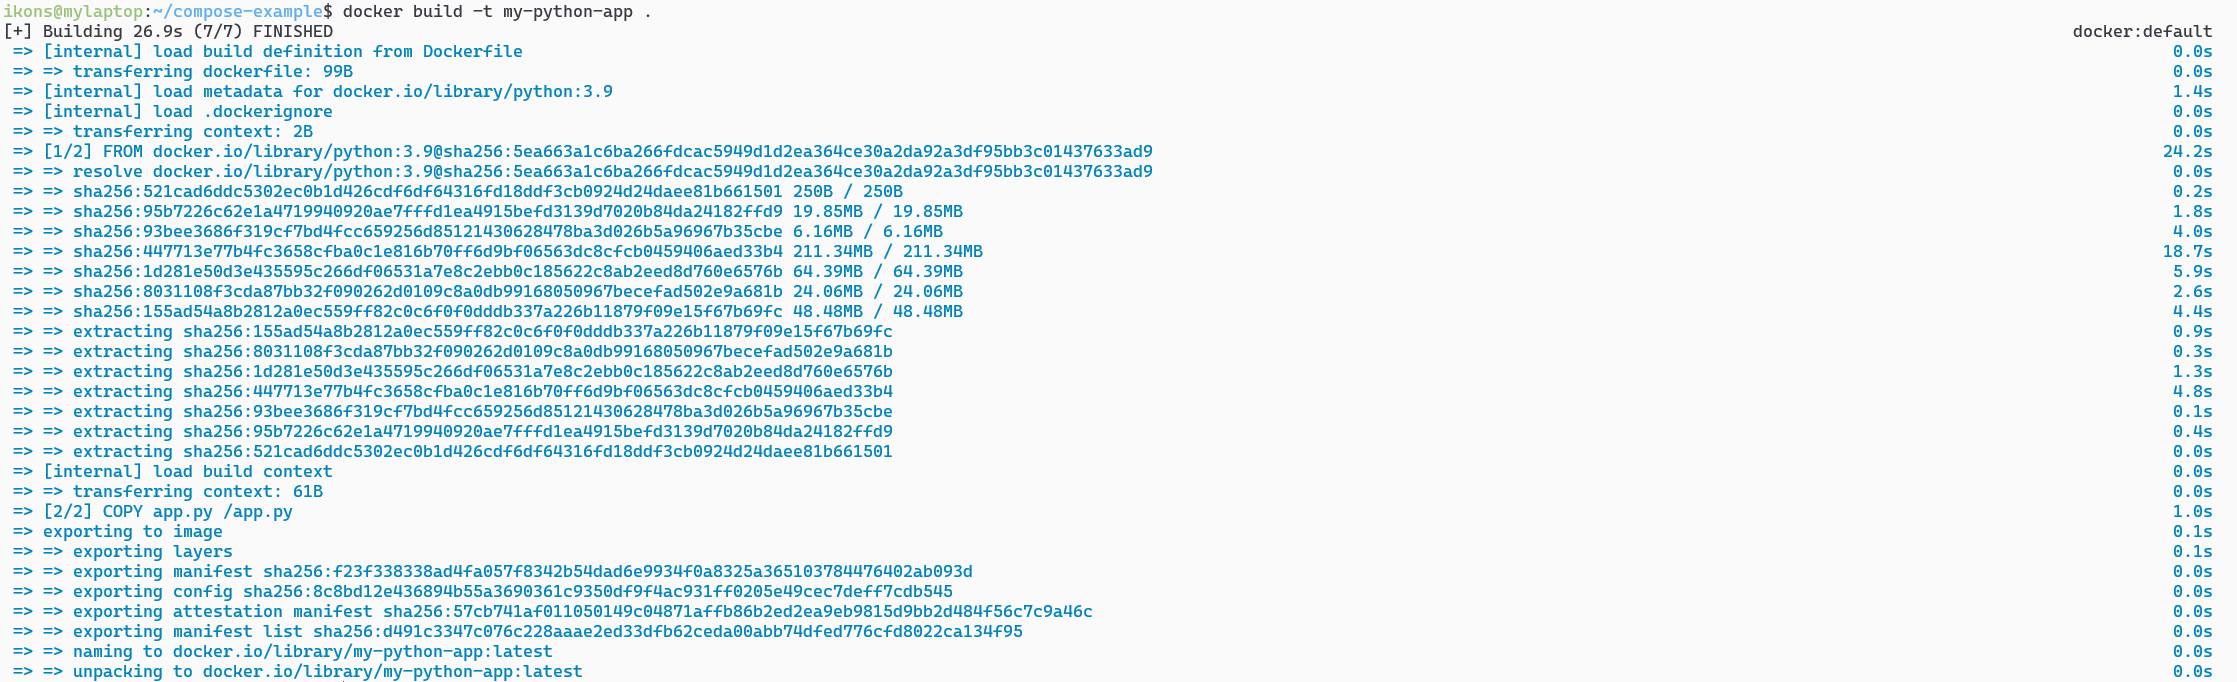 ikons@mylaptop:~/compose-example$ docker build -t my-python-app .
[+] Building 26.9s (7/7) FINISHED docker:default
=> [internal] load build definition from Dockerfile 0.0s
=> => transferring dockerfile: 99B 0.0s
=> [internal] load metadata for docker.io/library/python:3.9 1.4s
=> [internal] load .dockerignore 0.0s
=> => transferring context: 2B 0.0s
=> [1/2] FROM docker.io/library/python:3.9@sha256:5ea663a1c6ba266fdcac5949d1d2ea364ce30a2da92a3df95bb3c01437633ad9 24.2s
=> => resolve docker.io/library/python:3.9@sha256:5ea663a1c6ba266fdcac5949d1d2ea364ce30a2da92a3df95bb3c01437633ad9 0.0s
=> => sha256:521cad6ddc5302ec0b1d426cdf6df64316fd18ddf3cb0924d24daee81b661501 250B / 250B 0.2s
=> => sha256:95b7226c62e1a4719940920ae7fffd1ea4915befd3139d7020b84da24182ffd9 19.85MB / 19.85MB 1.8s
=> => sha256:93bee3686f319cf7bd4fcc659256d85121430628478ba3d026b5a96967b35cbe 6.16MB / 6.16MB 4.0s
=> => sha256:447713e77b4fc3658cfba0c1e816b70ff6d9bf06563dc8cfcb0459406aed33b4 211.34MB / 211.34MB 18.7s
=> => sha256:1d281e50d3e435595c266df06531a7e8c2ebb0c185622c8ab2eed8d760e6576b 64.39MB / 64.39MB 5.9s
=> => sha256:8031108f3cda87bb32f090262d0109c8a0db99168050967becefad502e9a681b 24.06MB / 24.06MB 2.6s
=> => sha256:155ad54a8b2812a0ec559ff82c0c6f0f0dddb337a226b11879f09e15f67b69fc 48.48MB / 48.48MB 4.4s
=> => extracting sha256:155ad54a8b2812a0ec559ff82c0c6f0f0dddb337a226b11879f09e15f67b69fc 0.9s
=> => extracting sha256:8031108f3cda87bb32f090262d0109c8a0db99168050967becefad502e9a681b 0.3s
=> => extracting sha256:1d281e50d3e435595c266df06531a7e8c2ebb0c185622c8ab2eed8d760e6576b 1.3s
=> => extracting sha256:447713e77b4fc3658cfba0c1e816b70ff6d9bf06563dc8cfcb0459406aed33b4 4.8s
=> => extracting sha256:93bee3686f319cf7bd4fcc659256d85121430628478ba3d026b5a96967b35cbe 0.1s
=> => extracting sha256:95b7226c62e1a4719940920ae7fffd1ea4915befd3139d7020b84da24182ffd9 0.4s
=> => extracting sha256:521cad6ddc5302ec0b1d426cdf6df64316fd18ddf3cb0924d24daee81b661501 0.0s
=> [internal] load build context 0.0s
=> => transferring context: 61B 0.0s
=> [2/2] COPY app.py /app.py 1.0s
=> exporting to image 0.1s
=> => exporting layers 0.1s
=> => exporting manifest sha256:f23f338338ad4fa057f8342b54dad6e9934f0a8325a365103784476402ab093d 0.0s
=> => exporting config sha256:8c8bd12e436894b55a3690361c9350df9f4ac931ff0205e49cec7deff7cdb545 0.0s
=> => exporting attestation manifest sha256:57cb741af011050149c04871affb86b2ed2ea9eb9815d9bb2d484f56c7c9a46c 0.0s
=> => exporting manifest list sha256:d491c3347c076c228aaae2ed33dfb62ceda00abb74dfed776cfd8022ca134f95 0.0s
=> => naming to docker.io/library/my-python-app:latest 0.0s
=> => unpacking to docker.io/library/my-python-app:latest 0.0s